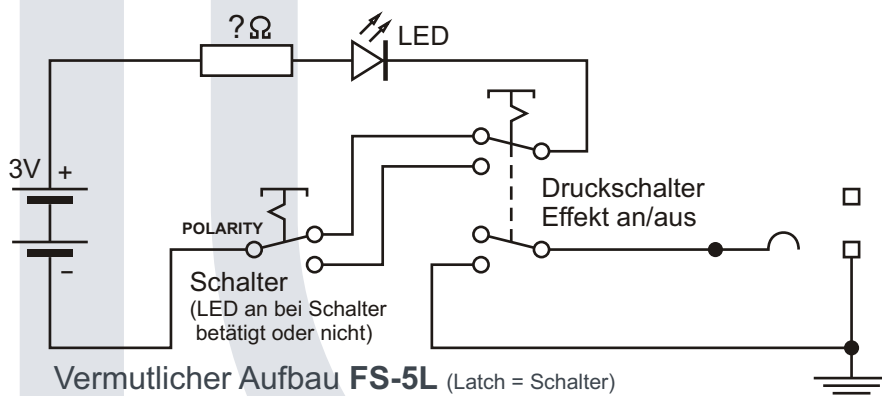 ?Ω
LED
3V +
POLARITY
Druckschalter
Effekt an/aus
Schalter
(LED an bei Schalter
betätigt oder nicht)
–
Vermutlicher Aufbau FS-5L (Latch = Schalter)